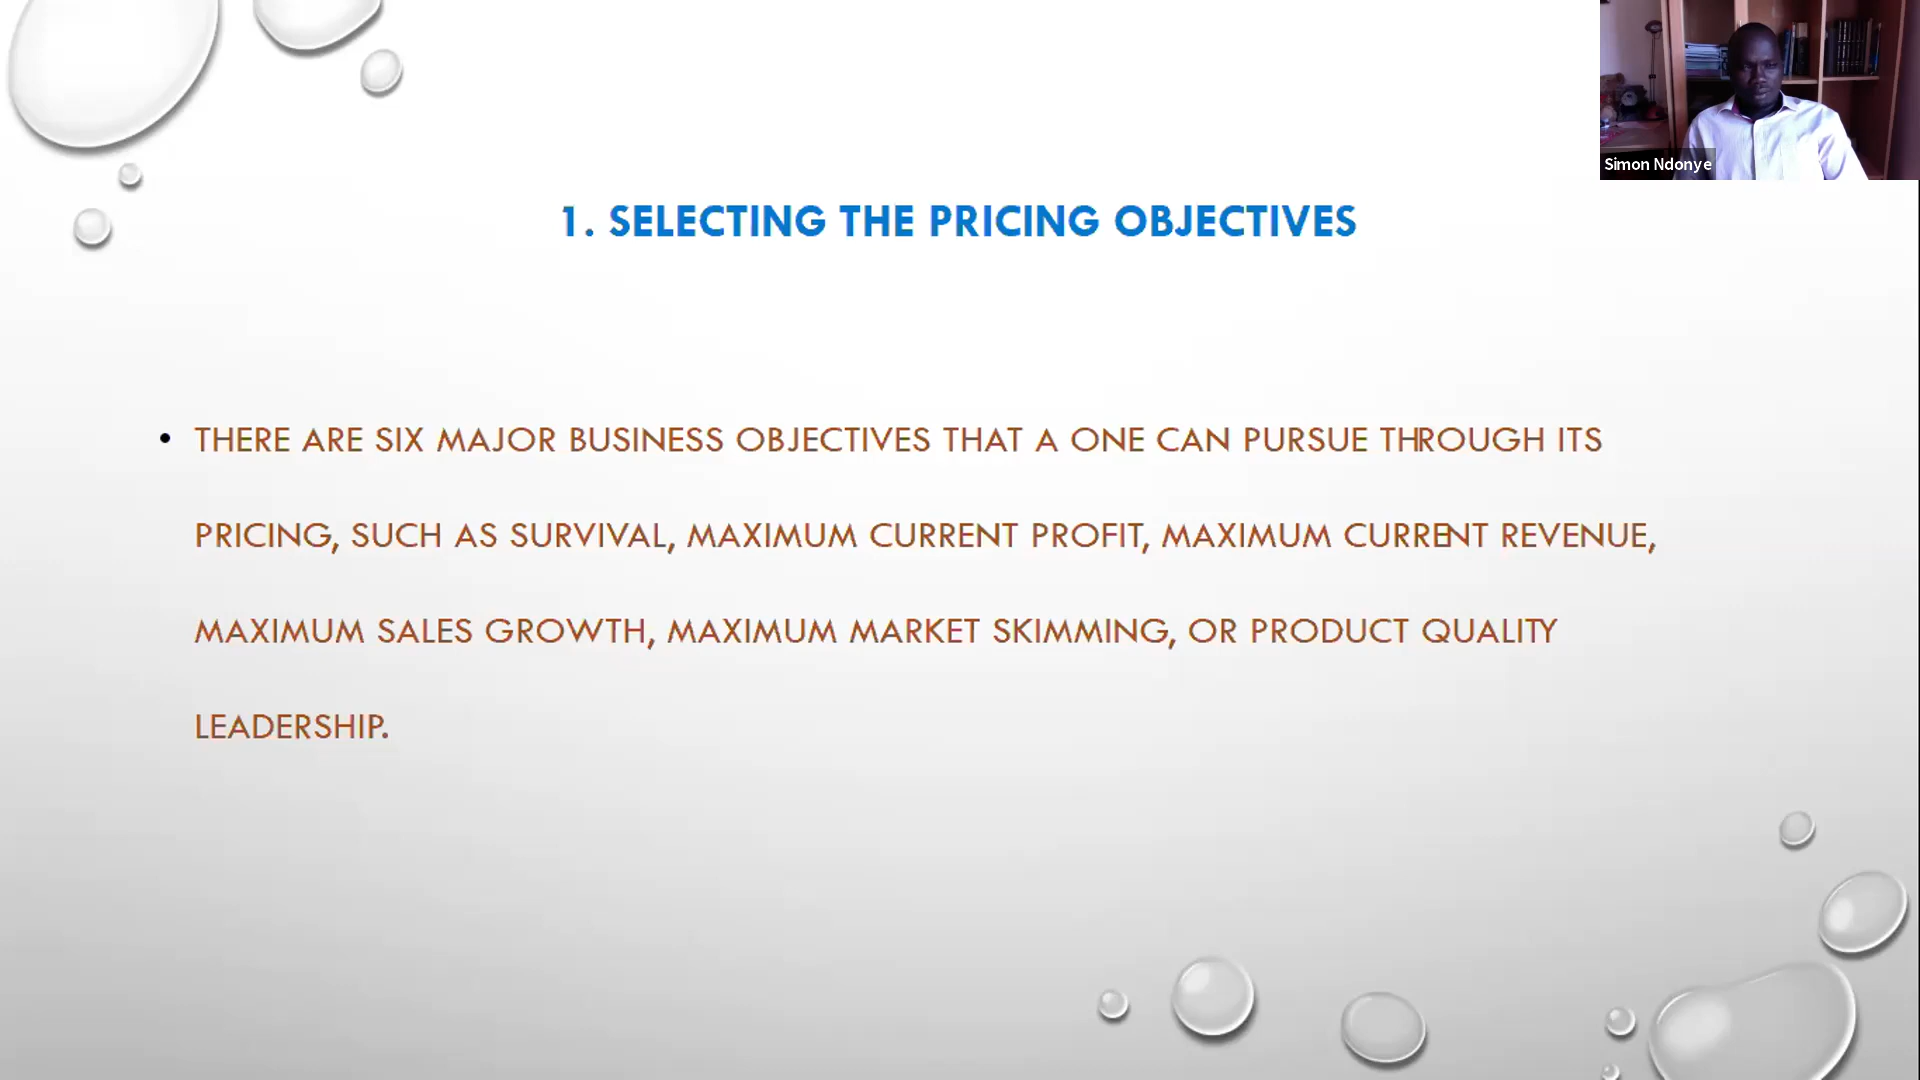 Simon Ndonye
1. SELECTING THE PRICING OBJECTIVES
• THERE ARE SIX MAJOR BUSINESS OBJECTIVES THAT A ONE CAN PURSUE THROUGH ITS
PRICING, SUCH AS SURVIVAL, MAXIMUM CURRENT PROFIT, MAXIMUM CURRENT REVENUE,
MAXIMUM SALES GROWTH, MAXIMUM MARKET SKIMMING, OR PRODUCT QUALITY
LEADERSHIP.